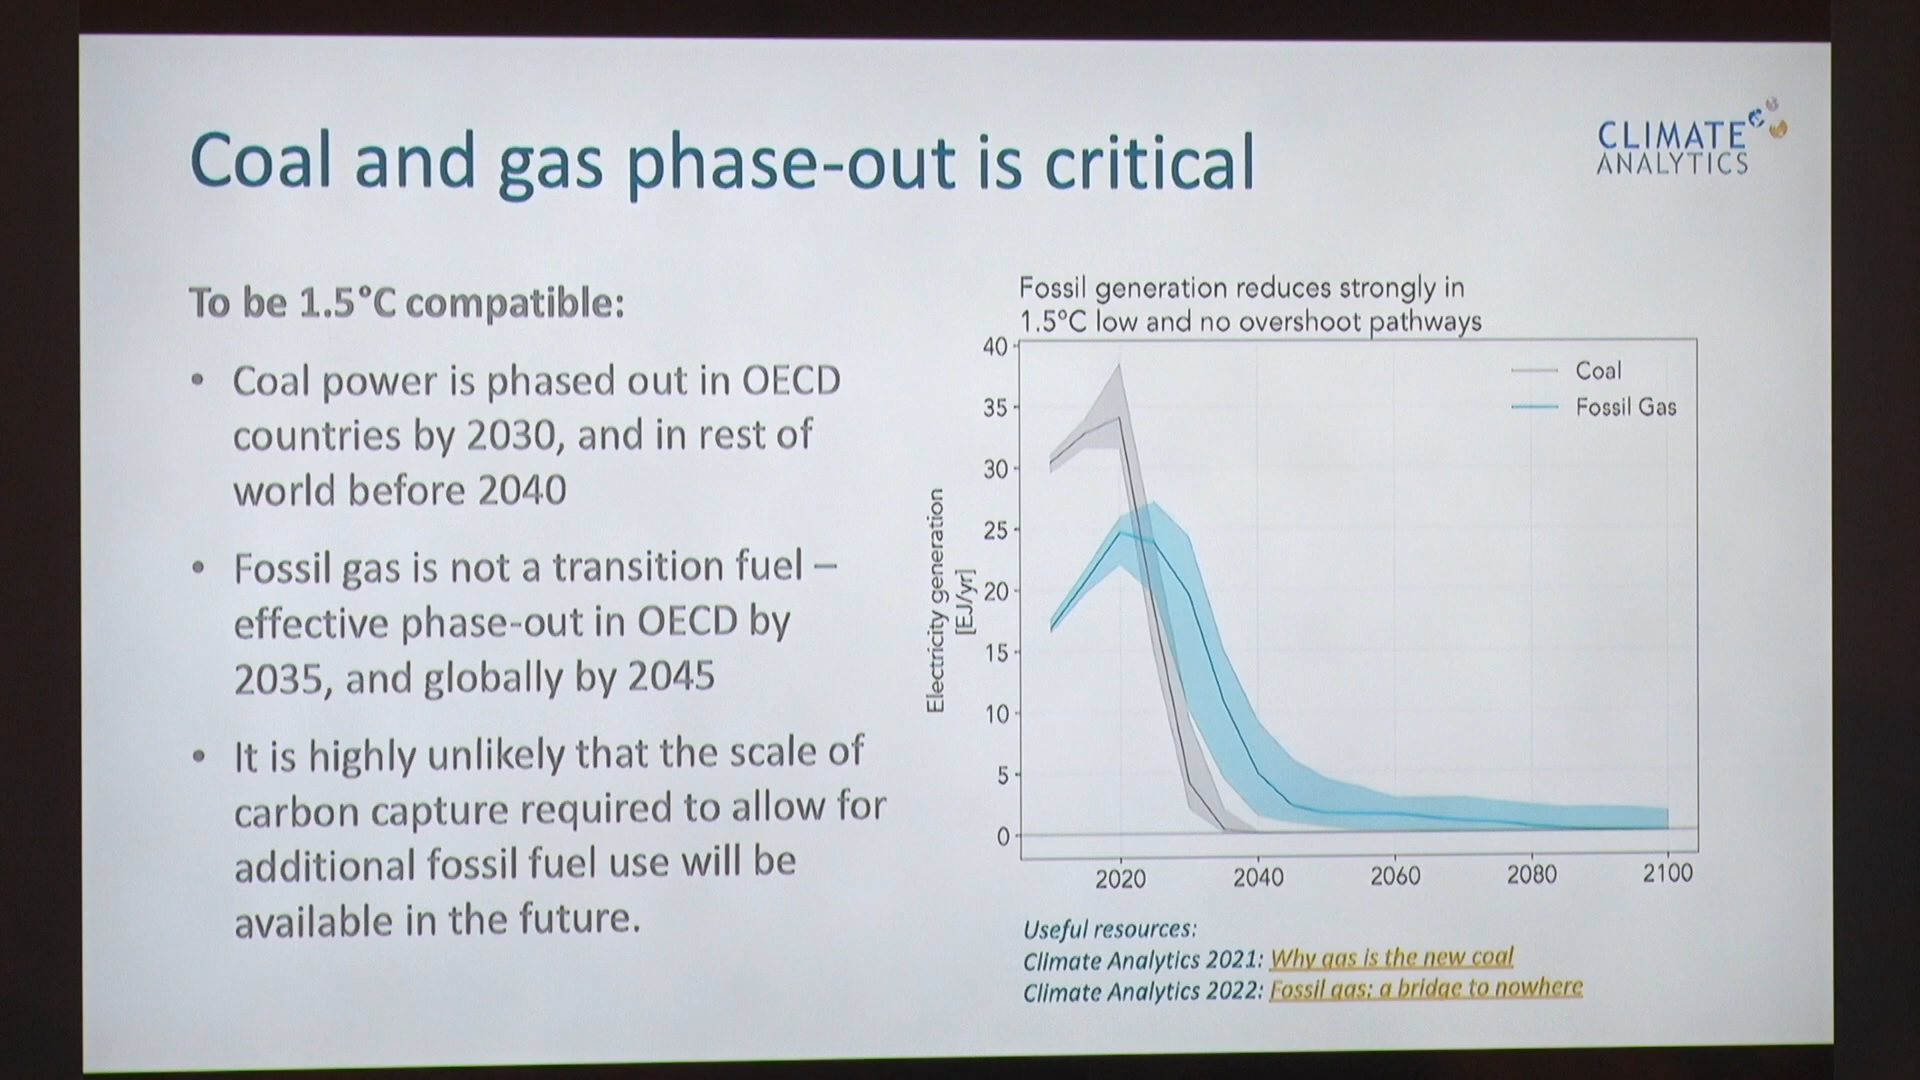 Coal and gas phase-out is critical
CLIMATE
ANALYTICS
To be 1.5°C compatible:
• Coal power is phased out in OECD
countries by 2030, and in rest of
world before 2040
• Fossil gas is not a transition fuel –
effective phase-out in OECD by
2035, and globally by 2045
• It is highly unlikely that the scale of
carbon capture required to allow for
additional fossil fuel use will be
available in the future.
Fossil generation reduces strongly in
1.5°C low and no overshoot pathways
Coal
Fossil Gas
Electricity generation
[EJ/yr]
40
35
30
25
20
15
10
5
0
2020 2040 2060 2080 2100
Useful resources:
Climate Analytics 2021: Why gas is the new coal
Climate Analytics 2022: Fossil gas: a bridge to nowhere